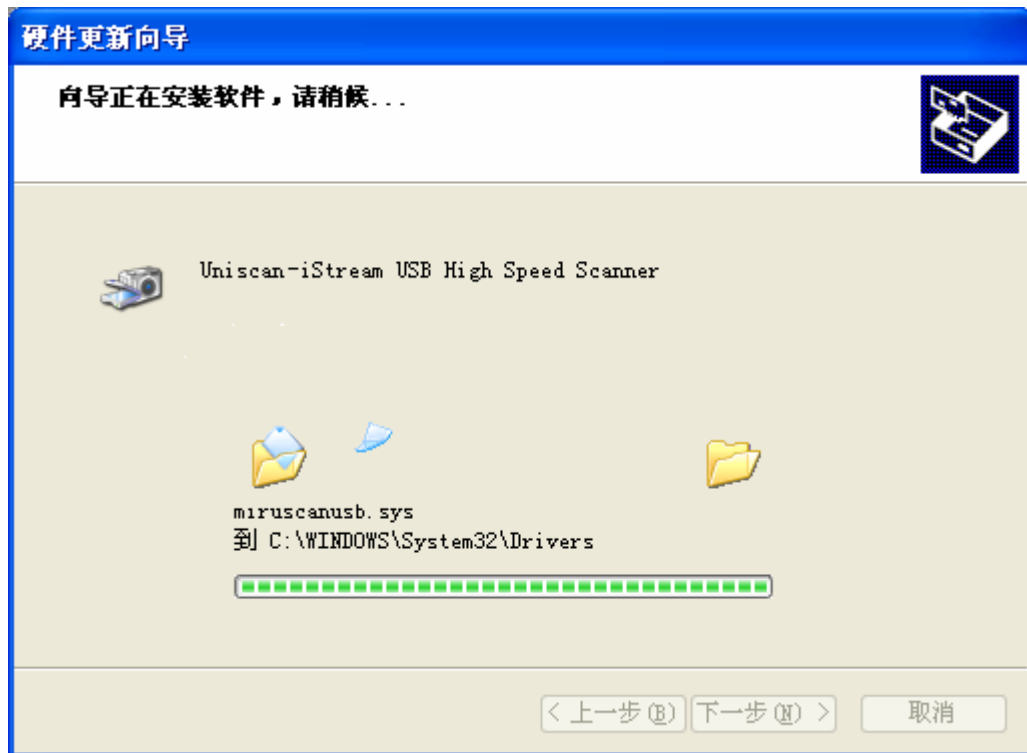 硬件更新向导
向导正在安装软件，请稍候...
Uniscan-iStream USB High Speed Scanner
miruscanusb.sys
到 C:\WINDOWS\System32\Drivers
< 上一步(B) 下一步(N) > 取消